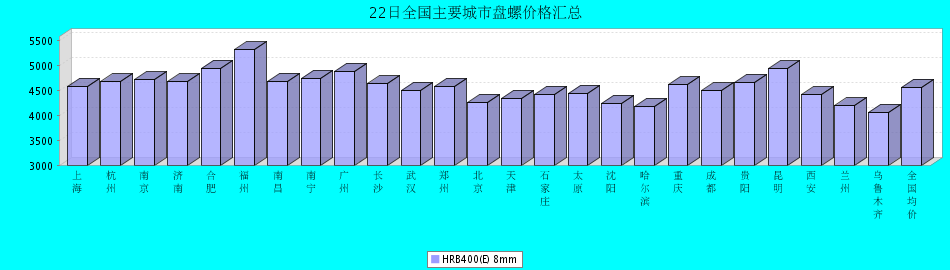 22日全国主要城市盘螺价格汇总
5500
5000
4500
4000
3500
3000
上海
杭州
南京
济南
合肥
福州
南昌
南宁
广州
长沙
武汉
郑州
北京
天津
石家庄
太原
沈阳
哈尔滨
重庆
成都
贵阳
昆明
西安
兰州
乌鲁木齐
全国均价
HRB400(E) 8mm